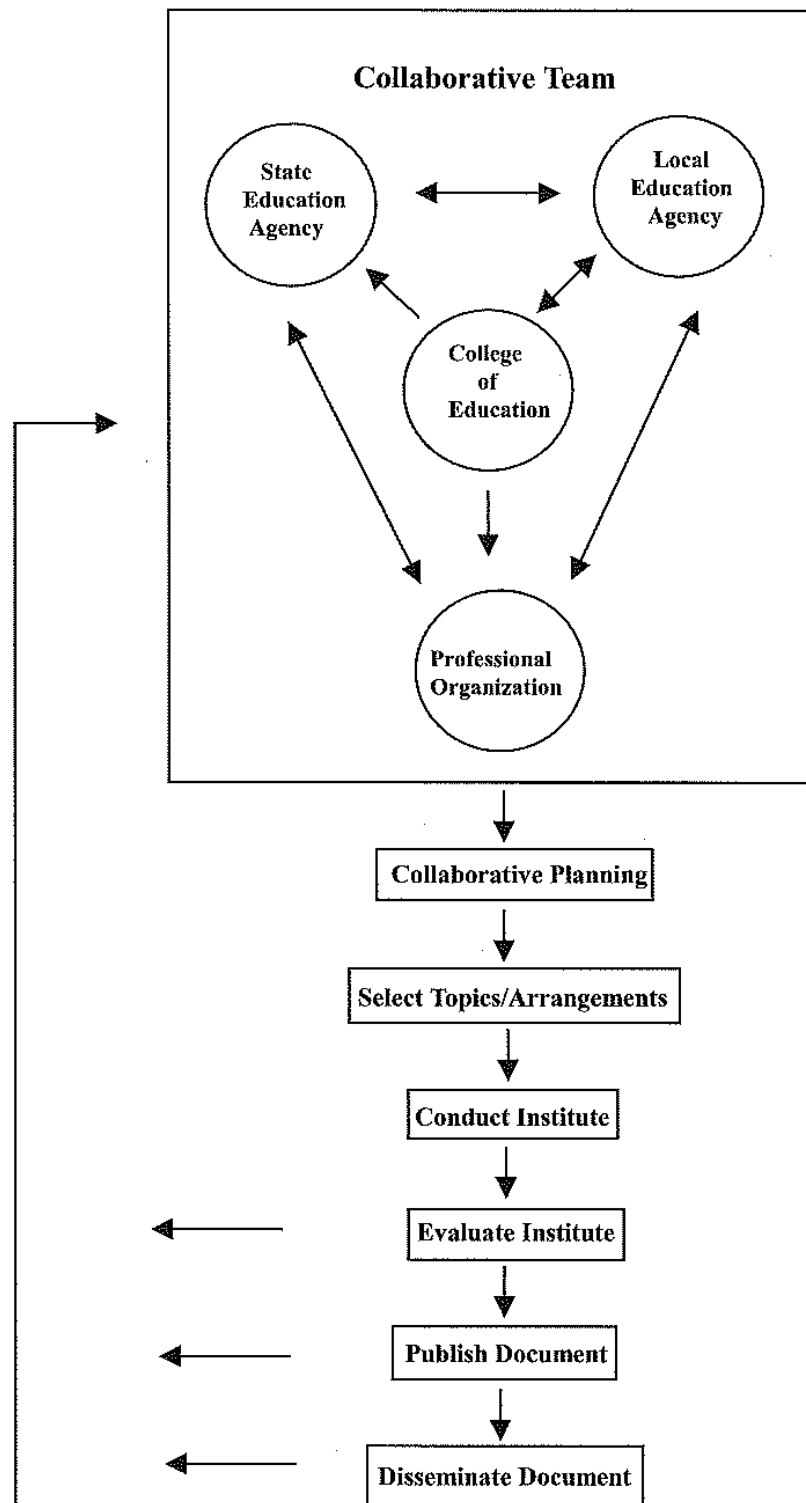 Collaborative Team
State
Education
Agency
Local
Education
Agency
College
of
Education
Professional
Organization
Collaborative Planning
Select Topics/Arrangements
Conduct Institute
Evaluate Institute
Publish Document
Disseminate Document